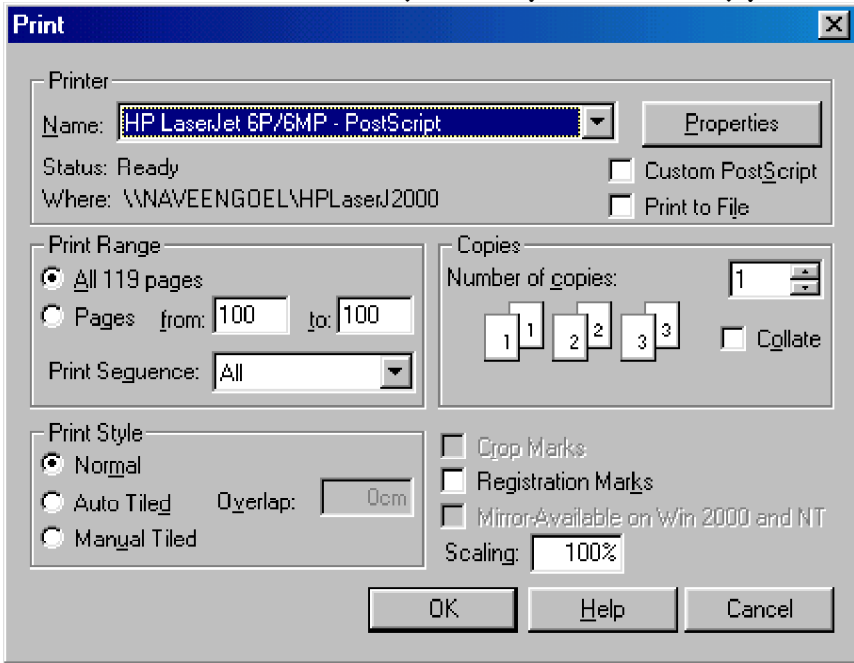 Print
Printer
Name: HP LaserJet 6P/6MP - PostScript
Properties
Status: Ready
Custom PostScript
Where: \\NAVEENGOEL\HPLaserJ2000
Print to File
Print Range
All 119 pages
Pages from: 100 to: 100
Print Seguence: All
Copies
Number of copies: 1
1 1 2 2 3 3
Collate
Print Style
Normal
Auto Tiled Overlap: 0cm
Manual Tiled
Crop Marks
Registration Marks
Mirror-Available on Win 2000 and NT
Scaling: 100%
OK Help Cancel